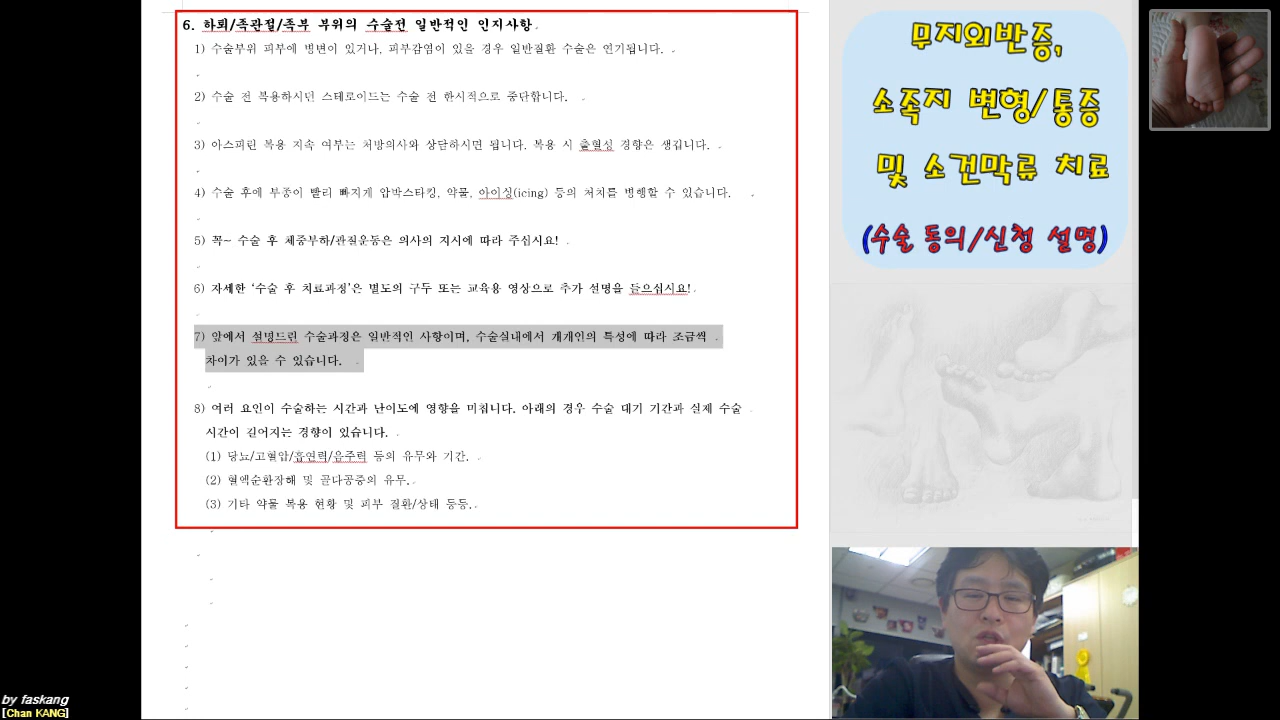 6. 하퇴/족관절/족부 부위의 수술전 일반적인 인지사항
1) 수술부위 피부에 병변이 있거나, 피부감염이 있을 경우 일반질환 수술은 연기됩니다.
2) 수술 전 복용하시던 스테로이드는 수술 전 한시적으로 중단합니다.
3) 아스피린 복용 지속 여부는 처방의사와 상담하시면 됩니다. 복용 시 출혈성 경향은 생깁니다.
4) 수술 후에 부종이 빨리 빠지게 압박스타킹, 약물, 아이싱(icing) 등의 처치를 병행할 수 있습니다.
5) 꼭~ 수술 후 체중부하/관절운동은 의사의 지시에 따라 주십시요!
6) 자세한 '수술 후 치료과정'은 별도의 구두 또는 교육용 영상으로 추가 설명을 들으십시요!
7) 앞에서 설명드린 수술과정은 일반적인 사항이며, 수술실내에서 개개인의 특성에 따라 조금씩
차이가 있을 수 있습니다.
8) 여러 요인이 수술하는 시간과 난이도에 영향을 미칩니다. 아래의 경우 수술 대기 기간과 실제 수술
시간이 길어지는 경향이 있습니다.
(1) 당뇨/고혈압/흡연력/음주력 등의 유무와 기간.
(2) 혈액순환장해 및 골다공증의 유무.
(3) 기타 약물 복용 현황 및 피부 질환/상태 등등.
무지외반증,
소족지 변형/통증
및 소건막류 치료
(수술 동의/신청 설명)
by faskang
[Chan KANG]